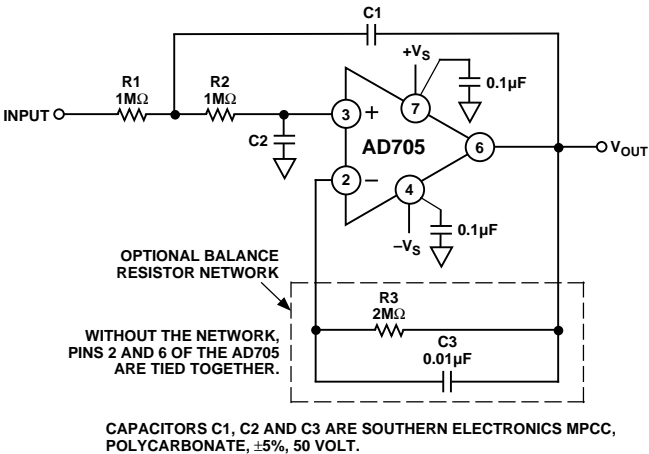 C1
+VS
R1
1MΩ
R2
1MΩ
0.1µF
INPUT
3
+
7
C2
AD705
6
VOUT
2
–
4
0.1µF
–VS
OPTIONAL BALANCE
RESISTOR NETWORK
R3
2MΩ
WITHOUT THE NETWORK,
PINS 2 AND 6 OF THE AD705
ARE TIED TOGETHER.
C3
0.01µF
CAPACITORS C1, C2 AND C3 ARE SOUTHERN ELECTRONICS MPCC,
POLYCARBONATE, ±5%, 50 VOLT.